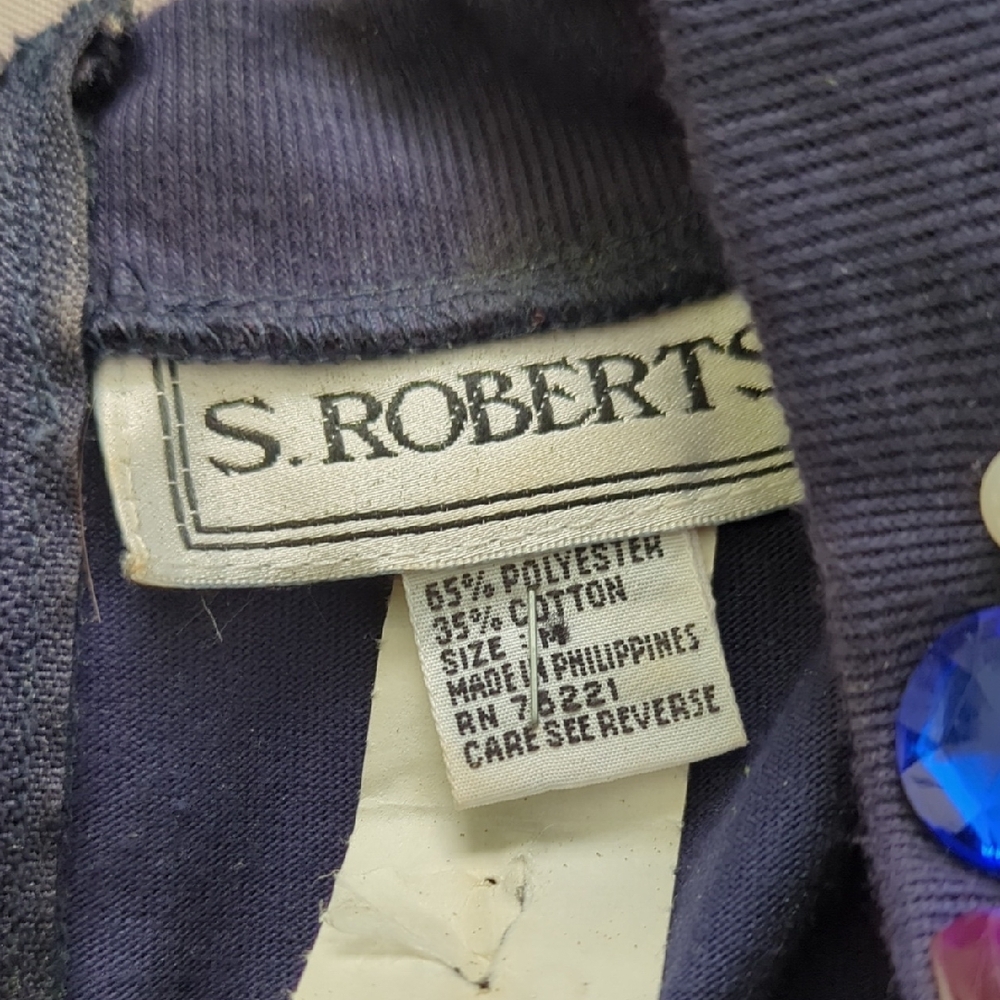 S. ROBERTS
65% POLYESTER
35% COTTON
SIZE : M
MADE IN PHILIPPINES
RN 76221
CARE SEE REVERSE